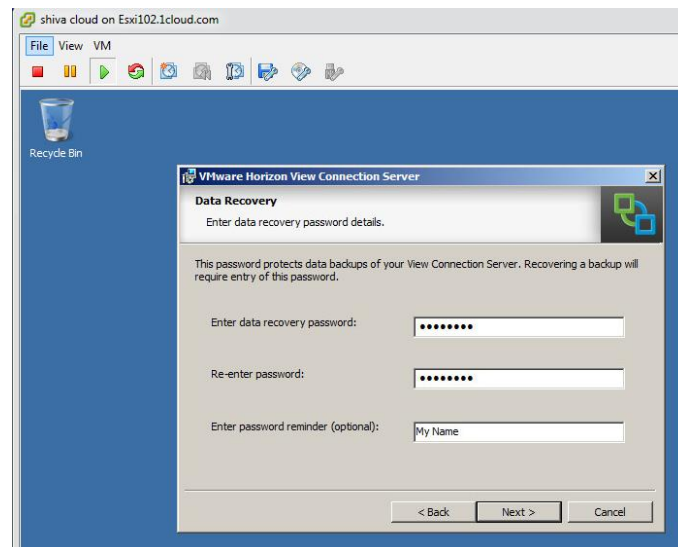 shiva cloud on Esxi102.1cloud.com
File View VM
Recycle Bin
VMware Horizon View Connection Server
Data Recovery
Enter data recovery password details.
This password protects data backups of your View Connection Server. Recovering a backup will
require entry of this password.
Enter data recovery password: ••••••••
Re-enter password: ••••••••
Enter password reminder (optional): My Name
< Back Next > Cancel